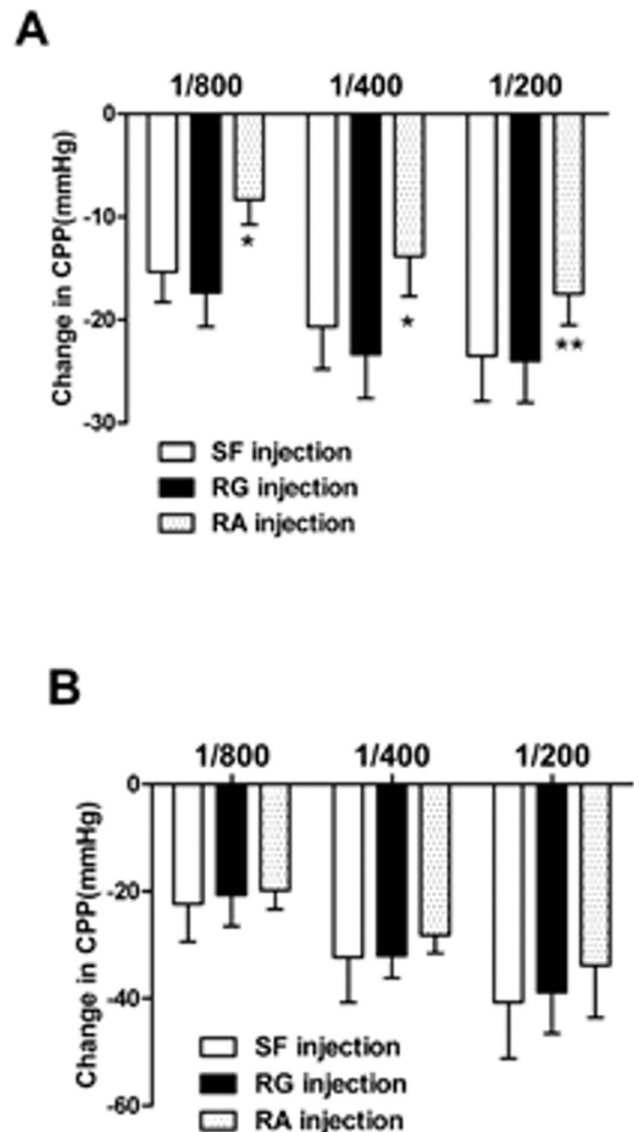 A
1/800 1/400 1/200
0
-10
-20
-30
Change in CPP(mmHg)
*
*
**
SF injection
RG injection
RA injection
B
1/800 1/400 1/200
0
-20
-40
-60
Change in CPP(mmHg)
SF injection
RG injection
RA injection